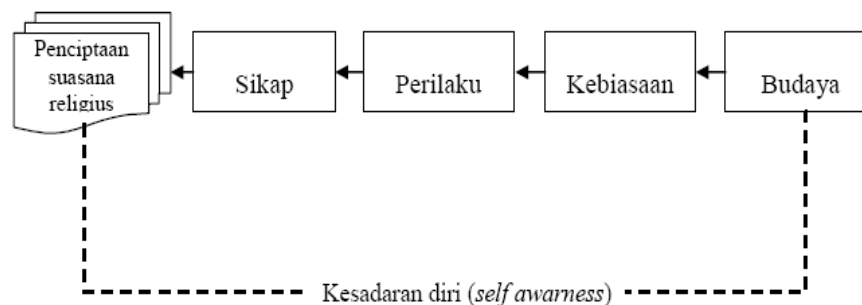 Penciptaan
suasana
religius
Sikap
Perilaku
Kebiasaan
Budaya
Kesadaran diri (self awarness)